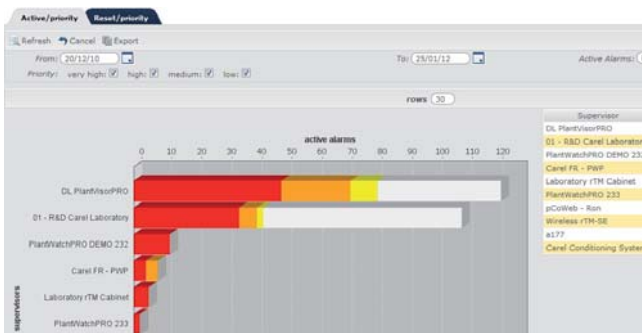 Active/priority Reset/priority
Refresh Cancel Export
From: 20/12/10 To: 25/01/12 Active Alarms:
Priority: very high: high: medium: low:
rows 30
active alarms
0 10 20 30 40 50 60 70 80 90 100 110 120
supervisors
DL PlantVisorPRO
01 - R&D Carel Laboratory
PlantWatchPRO DEMO 232
Carel FR - PWP
Laboratory rTM Cabinet
PlantWatchPRO 233
Supervisor
DL PlantVisorPRO
01 - R&D Carel Laborator
PlantWatchPRO DEMO 232
Carel FR - PWP
Laboratory rTM Cabinet
PlantWatchPRO 233
pCoWeb - Ron
Wireless rTM-SE
a177
Carel Conditioning System